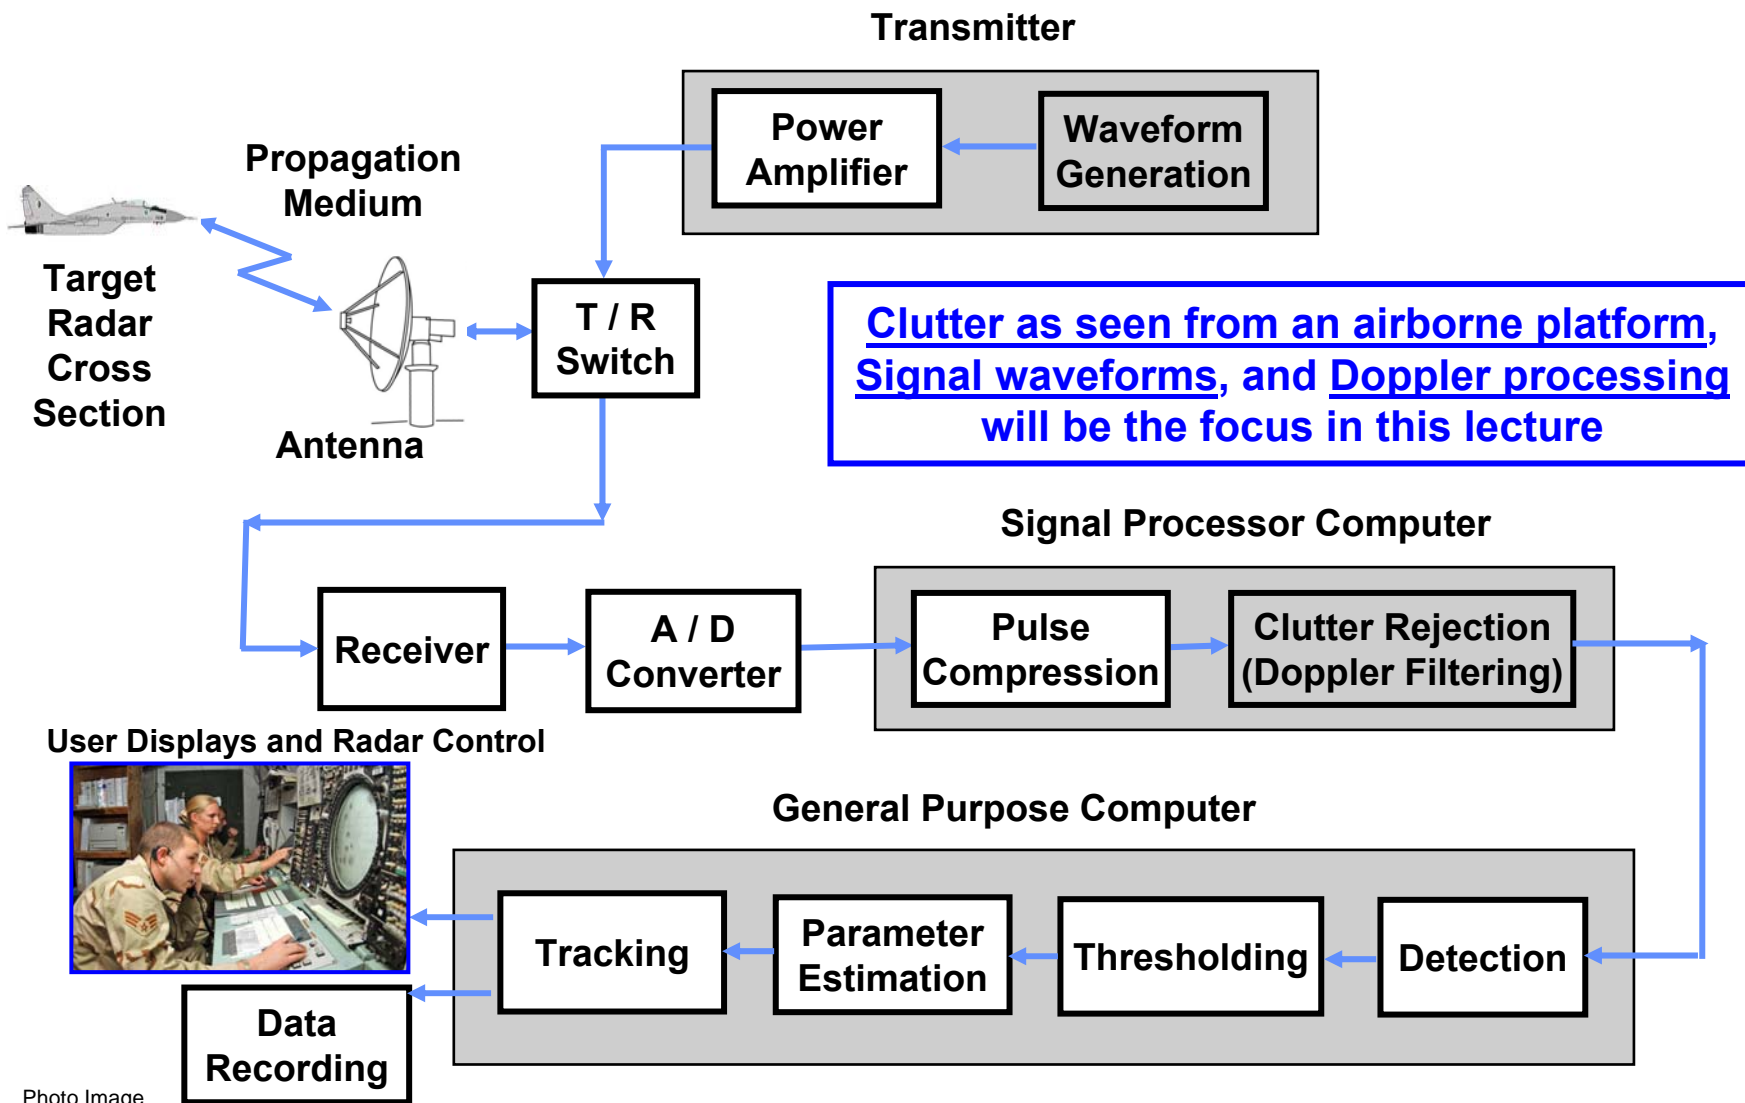 Transmitter
Power
Amplifier
Waveform
Generation
Propagation
Medium
Target
Radar
Cross
Section
Antenna
T / R
Switch
Clutter as seen from an airborne platform,
Signal waveforms, and Doppler processing
will be the focus in this lecture
Signal Processor Computer
Receiver
A / D
Converter
Pulse
Compression
Clutter Rejection
(Doppler Filtering)
User Displays and Radar Control
General Purpose Computer
Tracking
Parameter
Estimation
Thresholding
Detection
Data
Recording
Photo Image